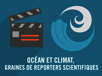 OCÉAN ET CLIMAT,
GRAINES DE REPORTERS SCIENTIFIQUES